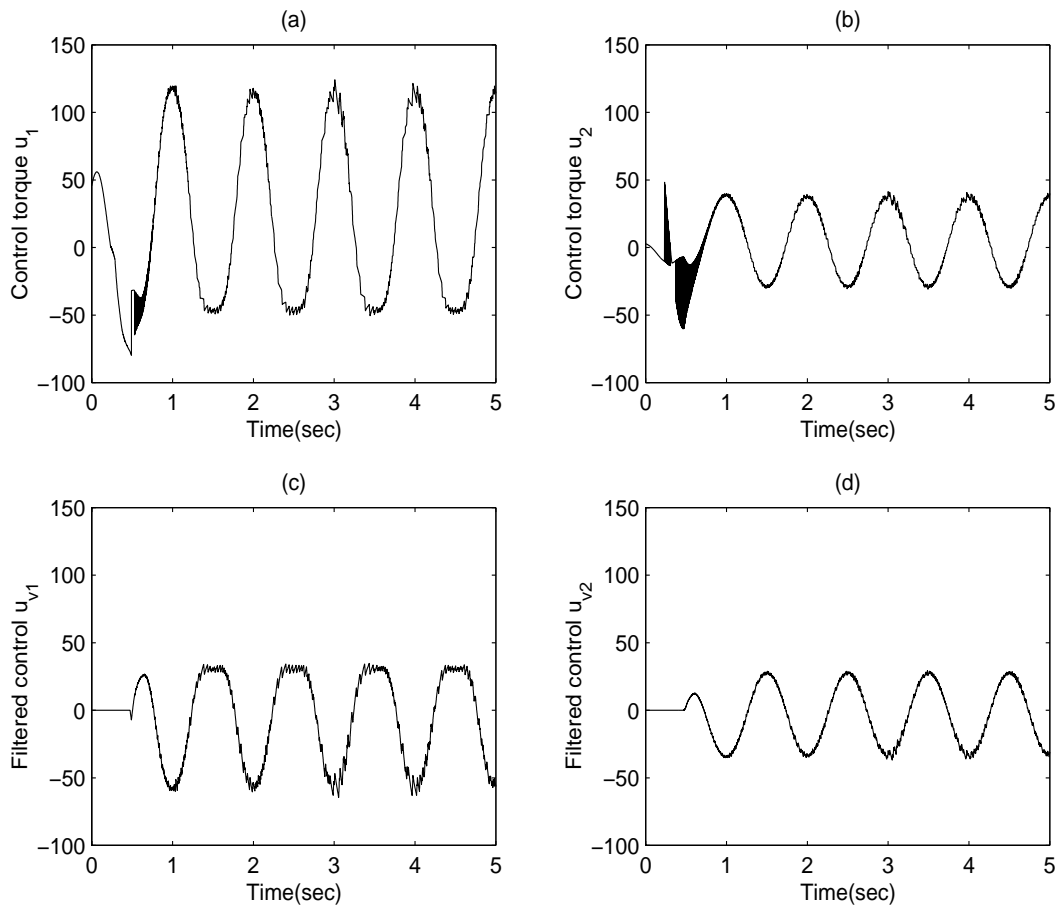 (a)
150
100
50
0
−50
−100
0 1 2 3 4 5
Time(sec)
Control torque u1
(b)
150
100
50
0
−50
−100
0 1 2 3 4 5
Time(sec)
Control torque u2
(c)
150
100
50
0
−50
−100
0 1 2 3 4 5
Time(sec)
Filtered control uv1
(d)
150
100
50
0
−50
−100
0 1 2 3 4 5
Time(sec)
Filtered control uv2